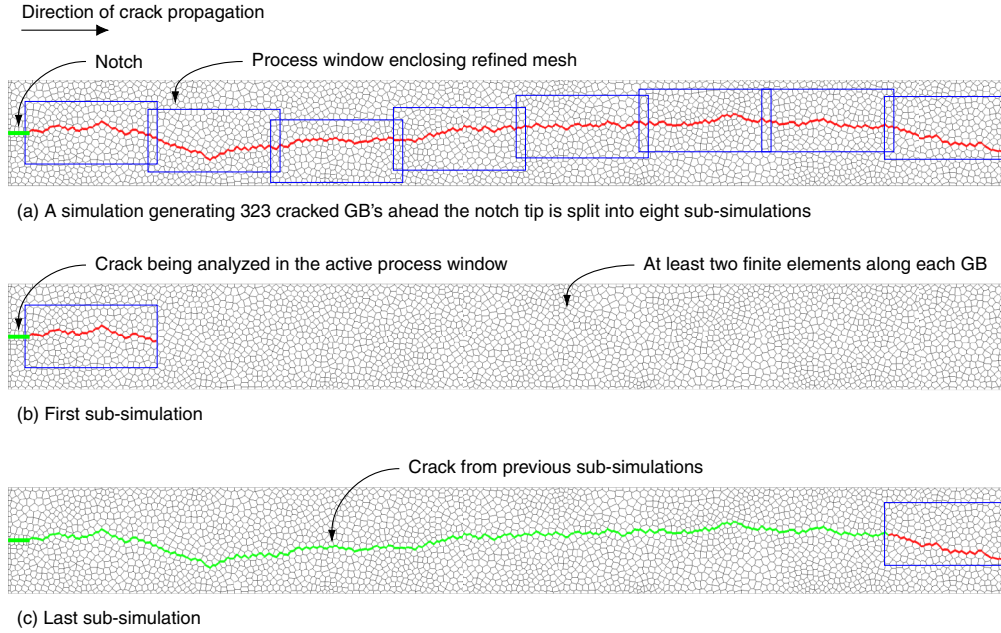 Direction of crack propagation
Notch
Process window enclosing refined mesh
(a) A simulation generating 323 cracked GB's ahead the notch tip is split into eight sub-simulations
Crack being analyzed in the active process window
At least two finite elements along each GB
(b) First sub-simulation
Crack from previous sub-simulations
(c) Last sub-simulation